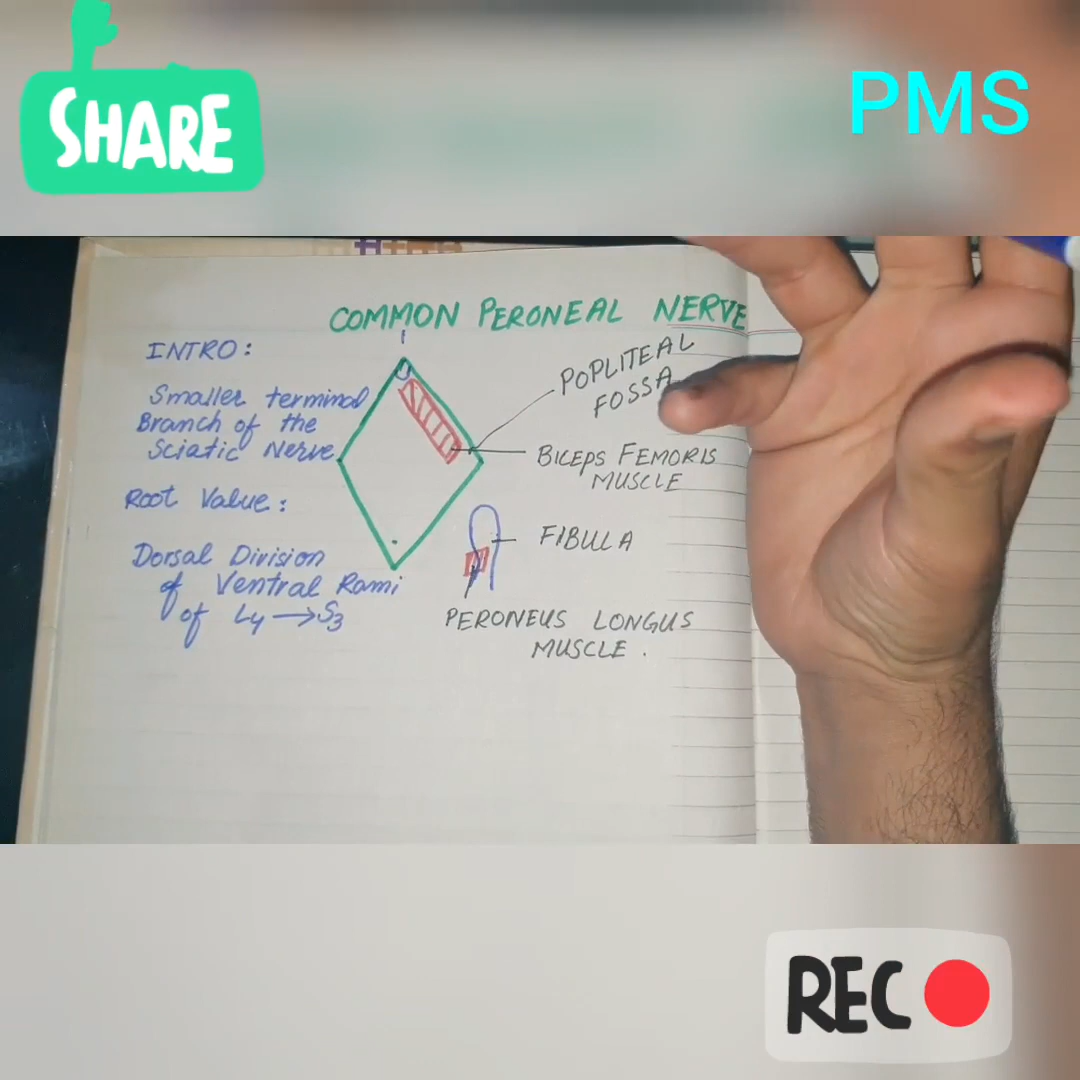 SHARE
PMS
COMMON PERONEAL NERVE
INTRO:
Smaller terminal
Branch of the
Sciatic Nerve
Root Value:
Dorsal Division
of Ventral Rami
of L4 → S3
POPLITEAL
FOSSA
BICEPS FEMORIS
MUSCLE
FIBULA
PERONEUS LONGUS
MUSCLE.
REC